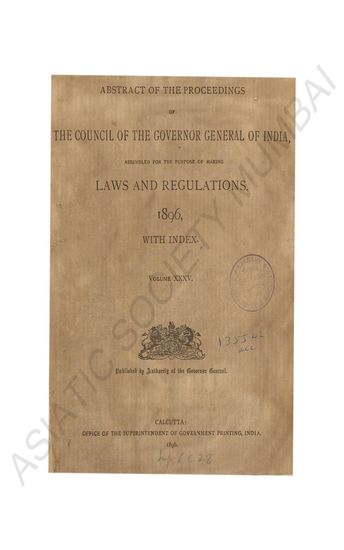 ABSTRACT OF THE PROCEEDINGS
OF
THE COUNCIL OF THE GOVERNOR GENERAL OF INDIA,
ASSEMBLED FOR THE PURPOSE OF MAKING
LAWS AND REGULATIONS,
1896,
WITH INDEX.
VOLUME XXXV.
Published by Authority of the Governor General.
CALCUTTA:
OFFICE OF THE SUPERINTENDENT OF GOVERNMENT PRINTING, INDIA.
1896.
ASIATIC SOCIETY MUMBAI